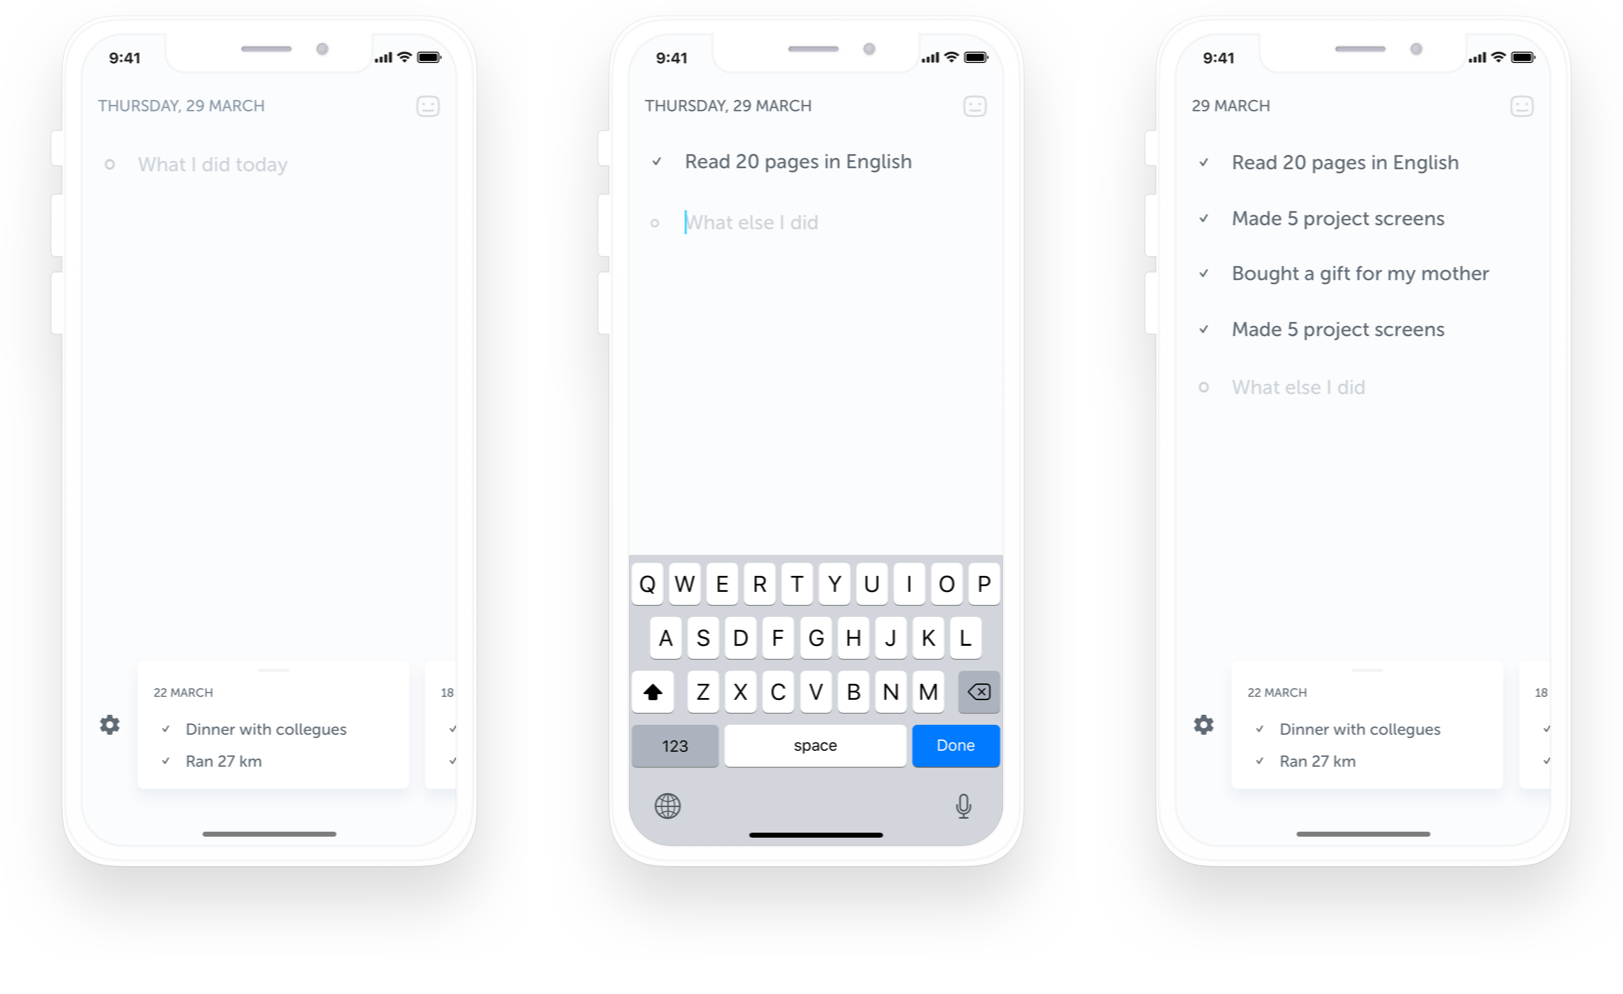 9:41
THURSDAY, 29 MARCH
What I did today
22 MARCH
Dinner with collegues
Ran 27 km
18
9:41
THURSDAY, 29 MARCH
Read 20 pages in English
What else I did
Q W E R T Y U I O P
A S D F G H J K L
Z X C V B N M
123 space Done
9:41
29 MARCH
Read 20 pages in English
Made 5 project screens
Bought a gift for my mother
Made 5 project screens
What else I did
22 MARCH
Dinner with collegues
Ran 27 km
18